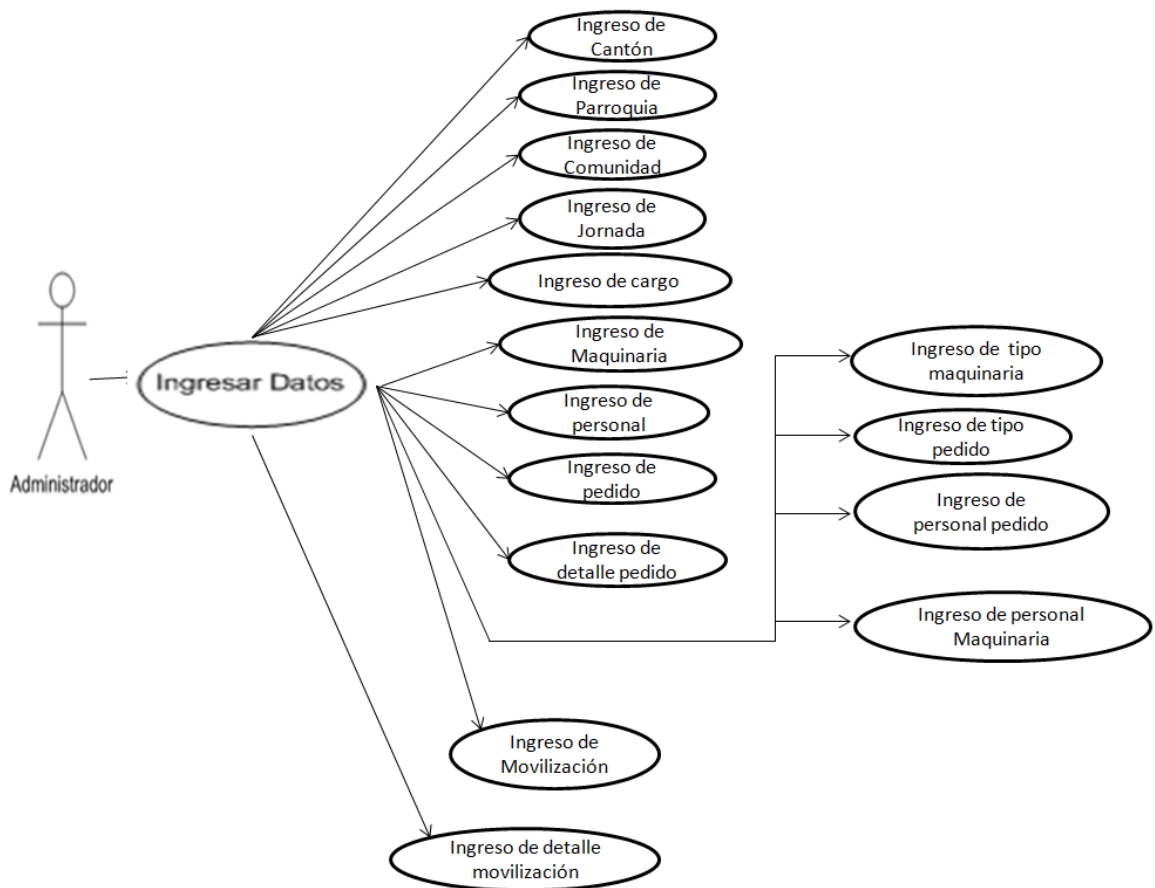 Ingreso de
Cantón
Ingreso de
Parroquia
Ingreso de
Comunidad
Ingreso de
Jornada
Ingreso de cargo
Ingreso de
Maquinaria
Ingreso de
personal
Ingreso de
pedido
Ingreso de
detalle pedido
Ingreso de tipo
maquinaria
Ingreso de tipo
pedido
Ingreso de
personal pedido
Ingreso de personal
Maquinaria
Ingresar Datos
Administrador
Ingreso de
Movilización
Ingreso de detalle
movilización